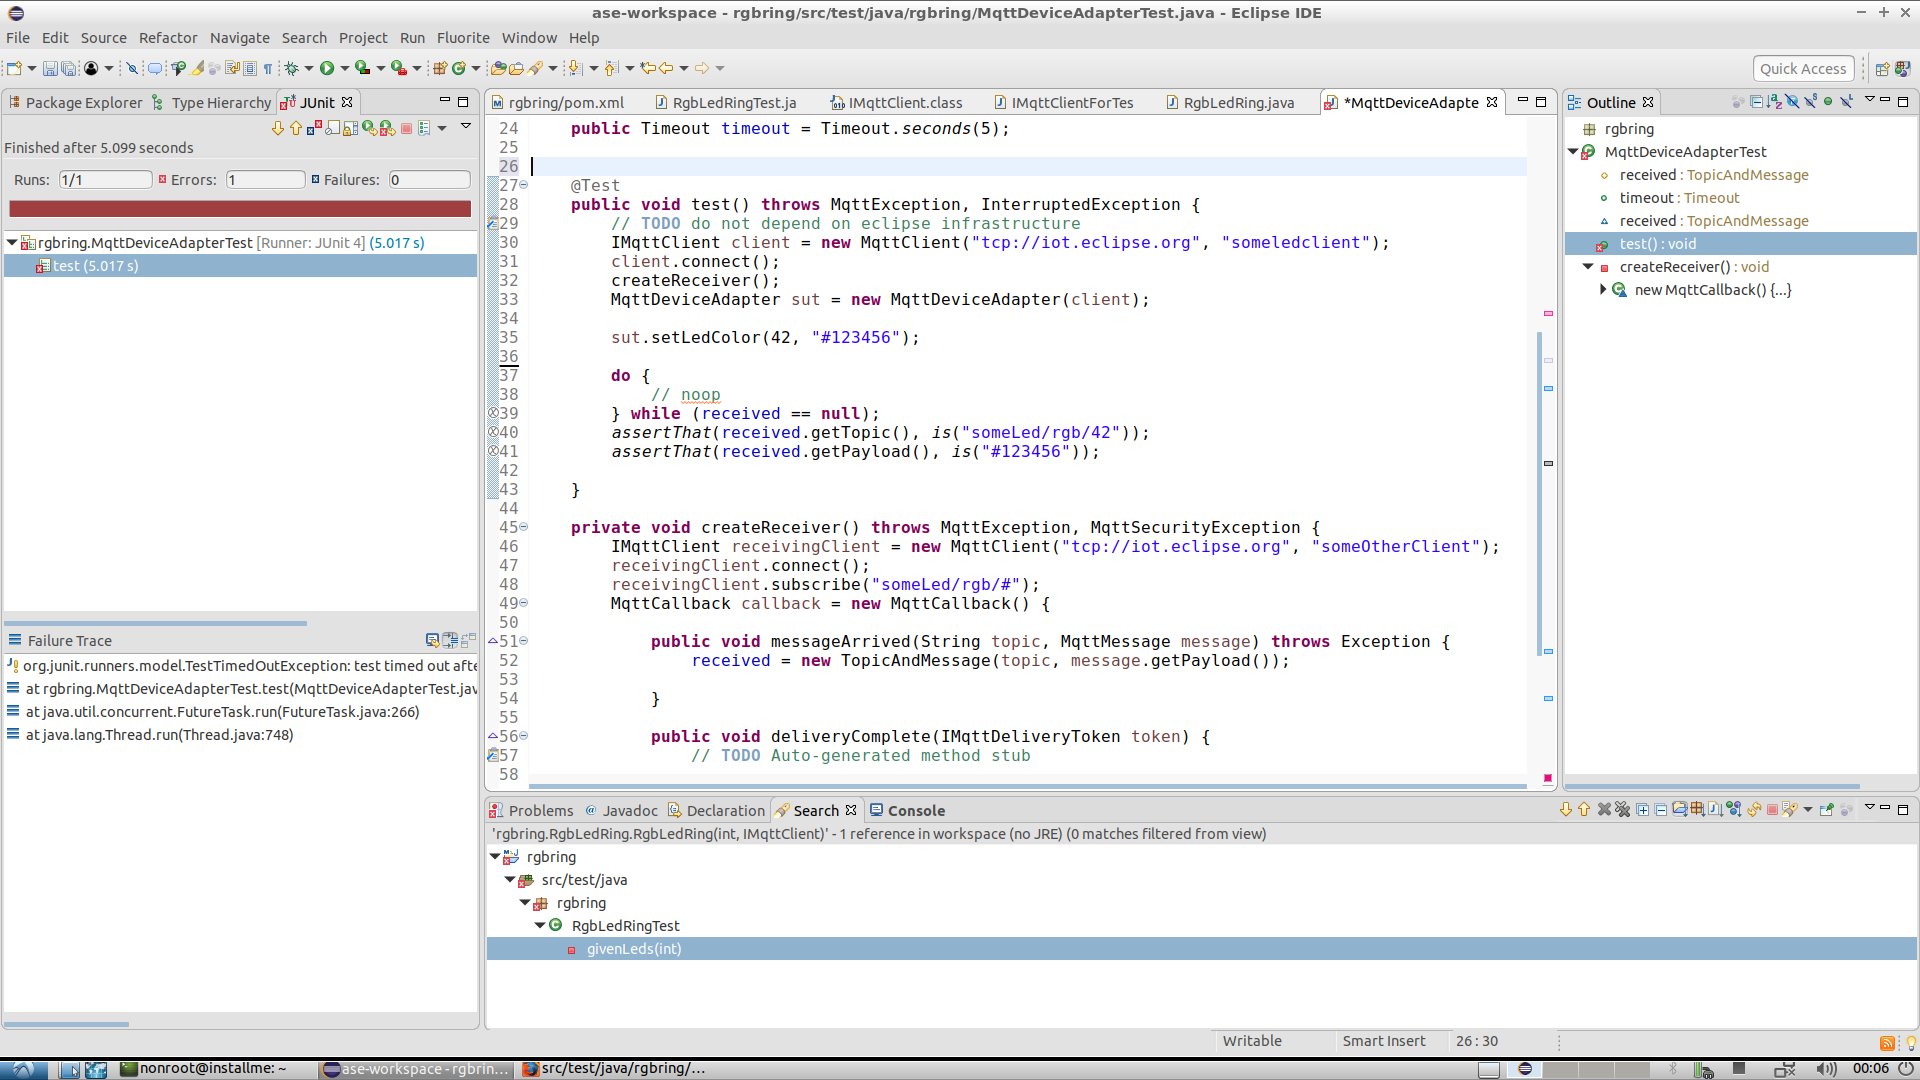 ase-workspace - rgbring/src/test/java/rgbring/MqttDeviceAdapterTest.java - Eclipse IDE
File Edit Source Refactor Navigate Search Project Run Fluorite Window Help
Quick Access
Package Explorer Type Hierarchy JUnit
Finished after 5.099 seconds
Runs: 1/1 Errors: 1 Failures: 0
rgbring.MqttDeviceAdapterTest [Runner: JUnit 4] (5.017 s)
test (5.017 s)
Failure Trace
org.junit.runners.model.TestTimedOutException: test timed out afte
at rgbring.MqttDeviceAdapterTest.test(MqttDeviceAdapterTest.jav
at java.util.concurrent.FutureTask.run(FutureTask.java:266)
at java.lang.Thread.run(Thread.java:748)
rgbring/pom.xml RgbLedRingTest.ja IMqttClient.class IMqttClientForTes RgbLedRing.java *MqttDeviceAdapte
24 public Timeout timeout = Timeout.seconds(5);
25
26
27 @Test
28 public void test() throws MqttException, InterruptedException {
29 // TODO do not depend on eclipse infrastructure
30 IMqttClient client = new MqttClient("tcp://iot.eclipse.org", "someledclient");
31 client.connect();
32 createReceiver();
33 MqttDeviceAdapter sut = new MqttDeviceAdapter(client);
34
35 sut.setLedColor(42, "#123456");
36
37 do {
38 // noop
39 } while (received == null);
40 assertThat(received.getTopic(), is("someLed/rgb/42"));
41 assertThat(received.getPayload(), is("#123456"));
42
43 }
44
45 private void createReceiver() throws MqttException, MqttSecurityException {
46 IMqttClient receivingClient = new MqttClient("tcp://iot.eclipse.org", "someOtherClient");
47 receivingClient.connect();
48 receivingClient.subscribe("someLed/rgb/#");
49 MqttCallback callback = new MqttCallback() {
50
51 public void messageArrived(String topic, MqttMessage message) throws Exception {
52 received = new TopicAndMessage(topic, message.getPayload());
53
54 }
55
56 public void deliveryComplete(IMqttDeliveryToken token) {
57 // TODO Auto-generated method stub
58
Outline
rgbring
MqttDeviceAdapterTest
received : TopicAndMessage
timeout : Timeout
received : TopicAndMessage
test() : void
createReceiver() : void
new MqttCallback() {...}
Problems Javadoc Declaration Search Console
'rgbring.RgbLedRing.RgbLedRing(int, IMqttClient)' - 1 reference in workspace (no JRE) (0 matches filtered from view)
rgbring
src/test/java
rgbring
RgbLedRingTest
givenLeds(int)
Writable Smart Insert 26 : 30
nonroot@installme: ~ ase-workspace - rgbrin... src/test/java/rgbring/... 00:06